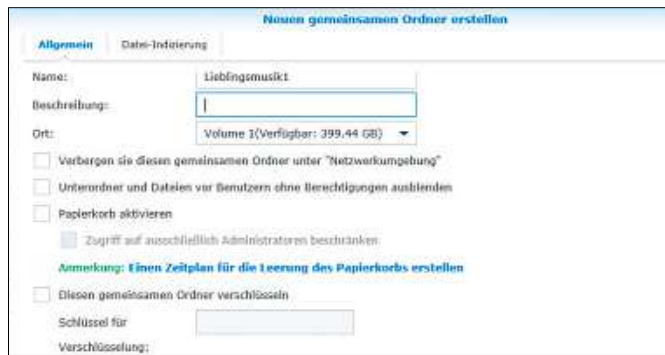 Neuen gemeinsamen Ordner erstellen
Allgemein Datei-Indizierung
Name: Lieblingsmusik1
Beschreibung:
Ort: Volume 1(Verfügbar: 399.44 GB)
Verbergen sie diesen gemeinsamen Ordner unter "Netzwerkumgebung"
Unterordner und Dateien vor Benutzern ohne Berechtigungen ausblenden
Papierkorb aktivieren
Zugriff auf ausschließlich Administratoren beschränken
Anmerkung: Einen Zeitplan für die Leerung des Papierkorbs erstellen
Diesen gemeinsamen Ordner verschlüsseln
Schlüssel für
Verschlüsselung: